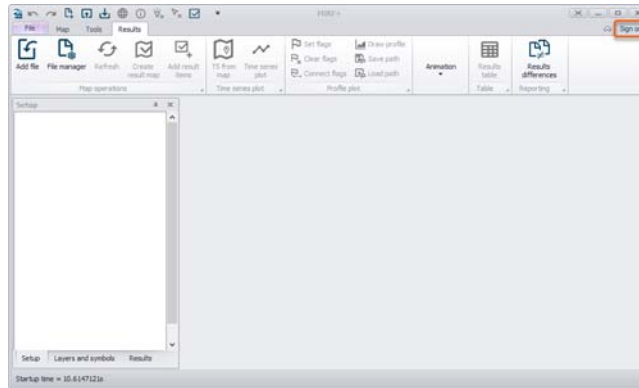 File Map Tools Results
Add file File manager Refresh Create result map Add result items TS from map Time series plot Set flags Clear flags Connect flags Draw profile Save path Load path Animation Results table Results differences
Map operations Time series plot Profile plot Table Reporting
Setup
Setup Layers and symbols Results
Startup time = 10.6147121s